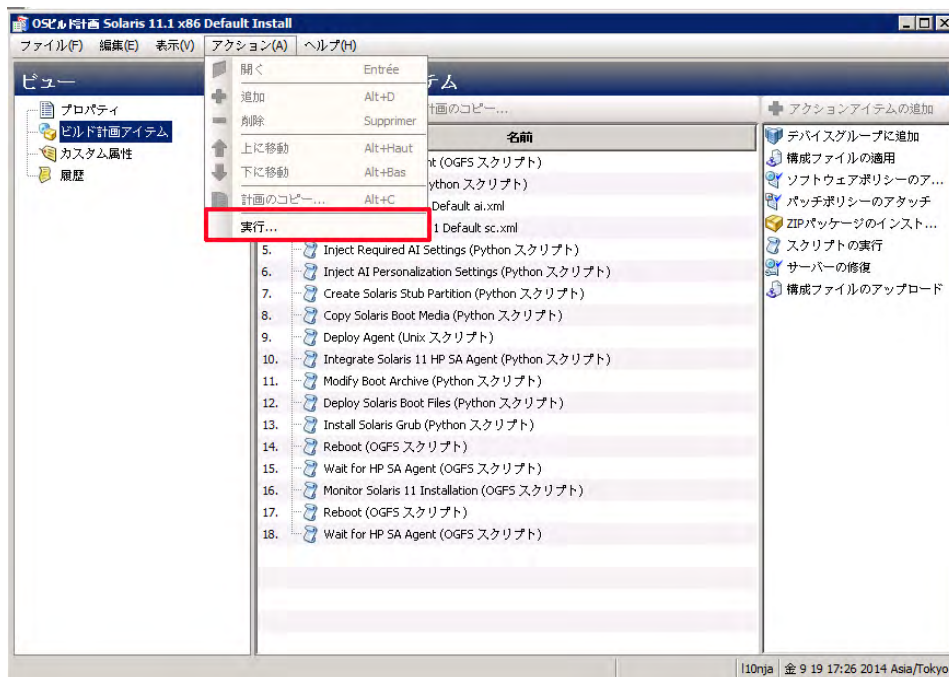 OSビルド計画 Solaris 11.1 x86 Default Install
ファイル(F) 編集(E) 表示(V) アクション(A) ヘルプ(H)
開く Entrée
追加 Alt+D
削除 Supprimer
上に移動 Alt+Haut
下に移動 Alt+Bas
計画のコピー... Alt+C
実行...
ビュー
プロパティ
ビルド計画アイテム
カスタム属性
履歴
テム
計画のコピー...
名前
nt (OGFS スクリプト)
ython スクリプト)
Default ai.xml
1 Default sc.xml
5. Inject Required AI Settings (Python スクリプト)
6. Inject AI Personalization Settings (Python スクリプト)
7. Create Solaris Stub Partition (Python スクリプト)
8. Copy Solaris Boot Media (Python スクリプト)
9. Deploy Agent (Unix スクリプト)
10. Integrate Solaris 11 HP SA Agent (Python スクリプト)
11. Modify Boot Archive (Python スクリプト)
12. Deploy Solaris Boot Files (Python スクリプト)
13. Install Solaris Grub (Python スクリプト)
14. Reboot (OGFS スクリプト)
15. Wait for HP SA Agent (OGFS スクリプト)
16. Monitor Solaris 11 Installation (OGFS スクリプト)
17. Reboot (OGFS スクリプト)
18. Wait for HP SA Agent (OGFS スクリプト)
アクションアイテムの追加
デバイスグループに追加
構成ファイルの適用
ソフトウェアポリシーのア...
パッチポリシーのアタッチ
ZIPパッケージのインスト...
スクリプトの実行
サーバーの修復
構成ファイルのアップロード
l10nja 金 9 19 17:26 2014 Asia/Tokyo